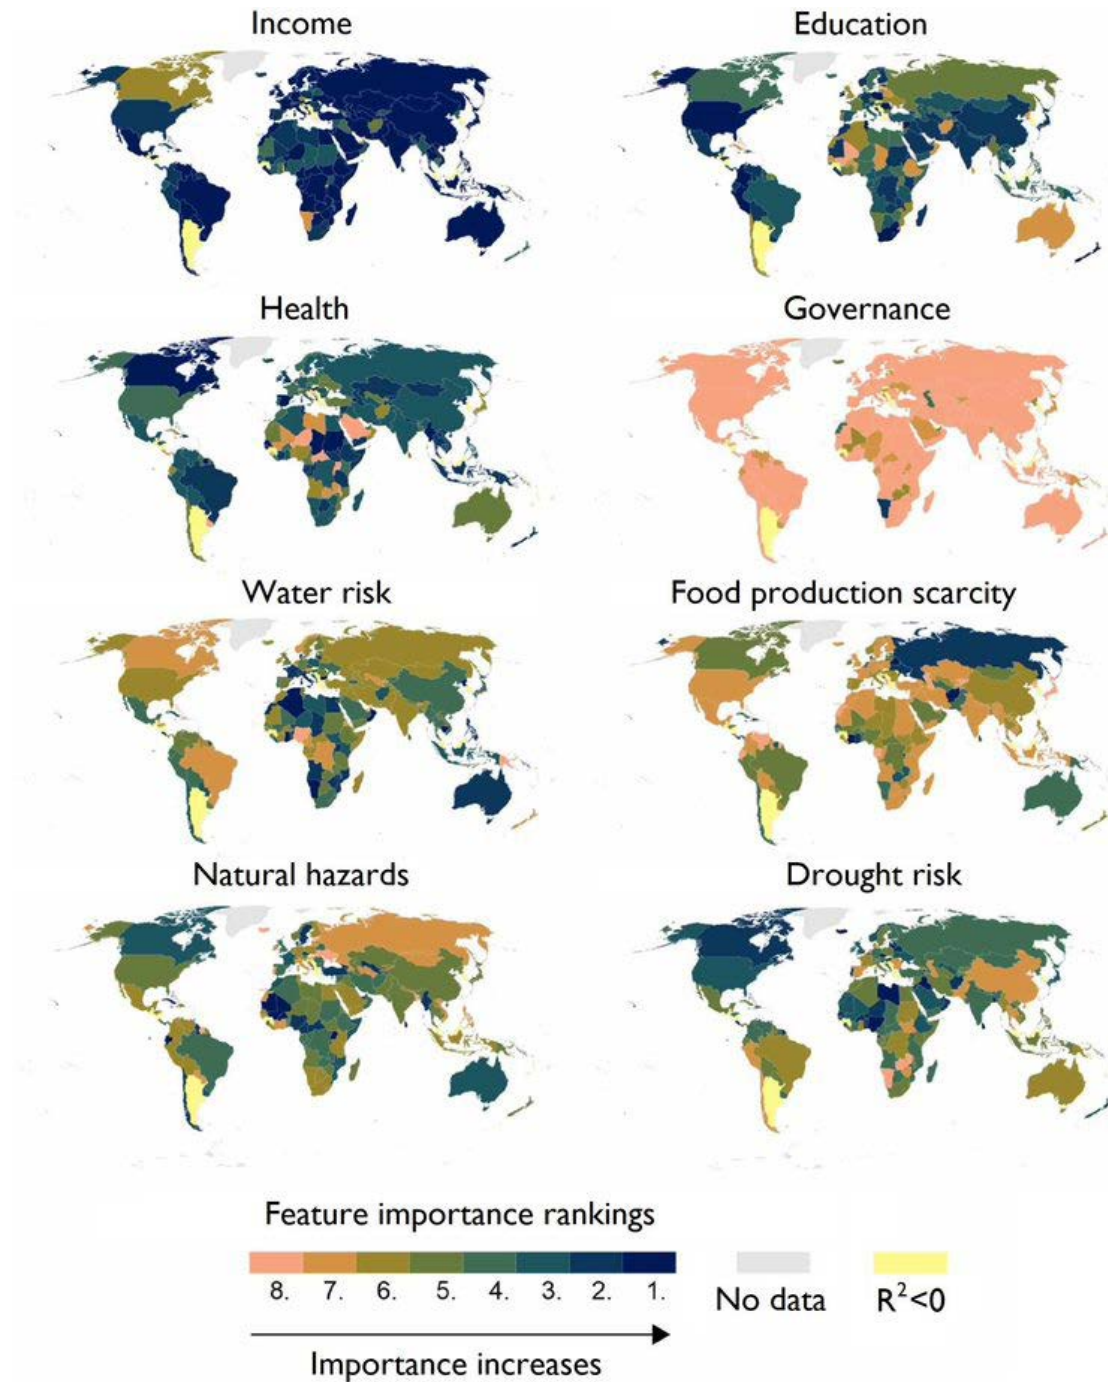 Income
Education
Health
Governance
Water risk
Food production scarcity
Natural hazards
Drought risk
Feature importance rankings
8. 7. 6. 5. 4. 3. 2. 1.
No data
R²<0
Importance increases